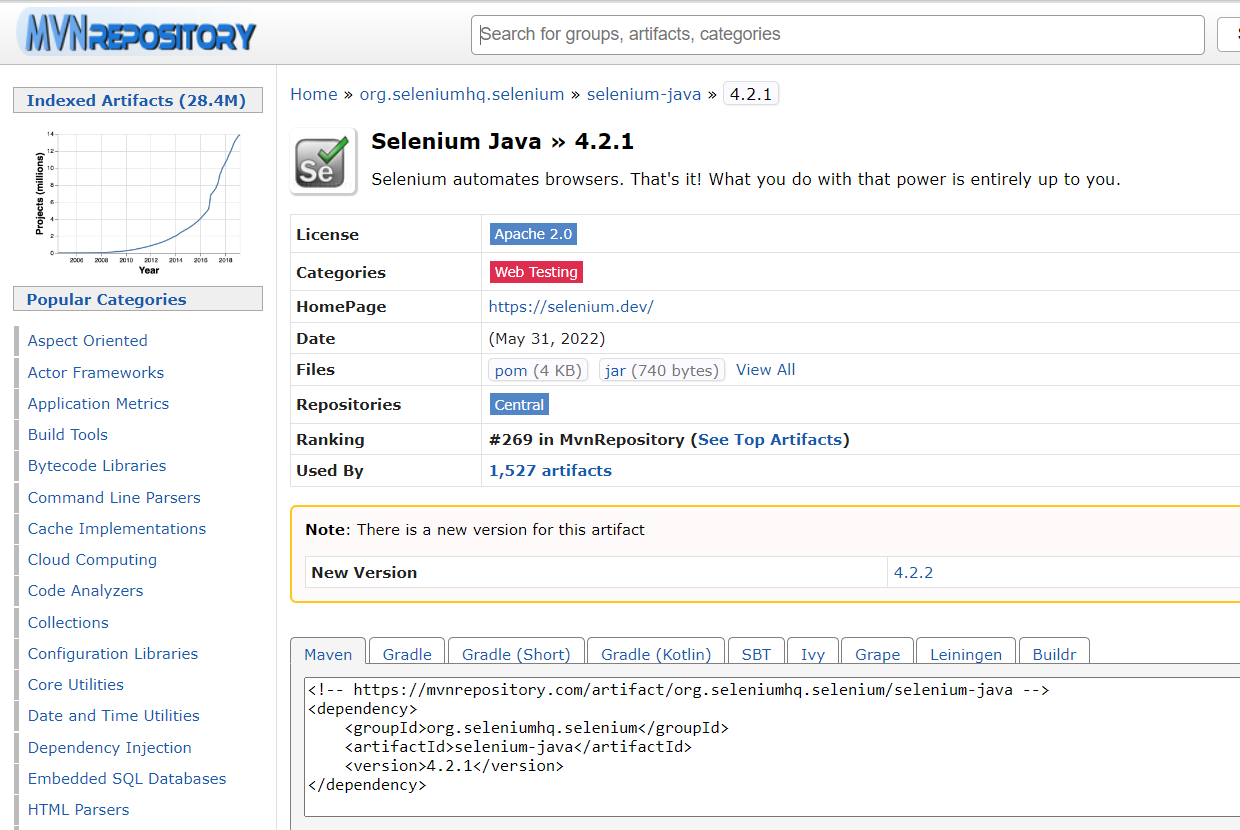 MVNREPOSITORY
Search for groups, artifacts, categories
Indexed Artifacts (28.4M)
Projects (millions)
14
12
10
8
6
4
2
0
2006 2008 2010 2012 2014 2016 2018
Year
Popular Categories
Aspect Oriented
Actor Frameworks
Application Metrics
Build Tools
Bytecode Libraries
Command Line Parsers
Cache Implementations
Cloud Computing
Code Analyzers
Collections
Configuration Libraries
Core Utilities
Date and Time Utilities
Dependency Injection
Embedded SQL Databases
HTML Parsers
Home » org.seleniumhq.selenium » selenium-java » 4.2.1
Se
Selenium Java » 4.2.1
Selenium automates browsers. That's it! What you do with that power is entirely up to you.
License Apache 2.0
Categories Web Testing
HomePage https://selenium.dev/
Date (May 31, 2022)
Files pom (4 KB) jar (740 bytes) View All
Repositories Central
Ranking #269 in MvnRepository (See Top Artifacts)
Used By 1,527 artifacts
Note: There is a new version for this artifact
New Version 4.2.2
Maven Gradle Gradle (Short) Gradle (Kotlin) SBT Ivy Grape Leiningen Buildr
<!-- https://mvnrepository.com/artifact/org.seleniumhq.selenium/selenium-java -->
<dependency>
    <groupId>org.seleniumhq.selenium</groupId>
    <artifactId>selenium-java</artifactId>
    <version>4.2.1</version>
</dependency>